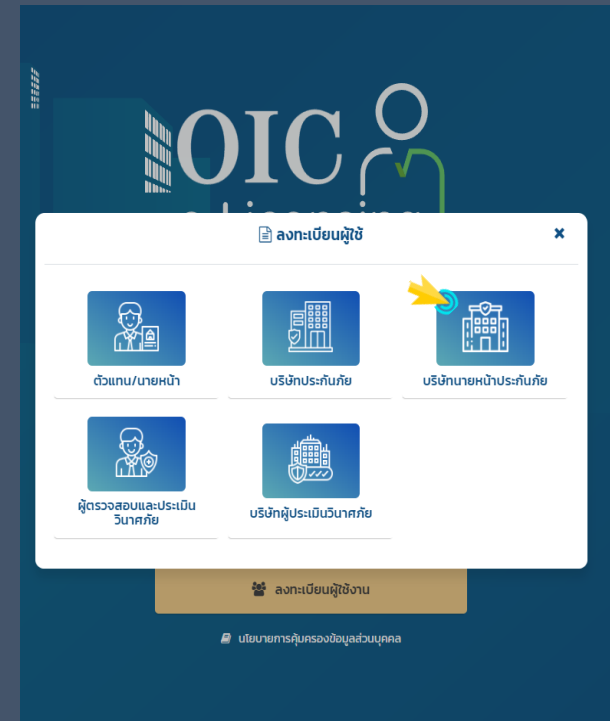 OIC
e-Licensing
ลงทะเบียนผู้ใช้
ตัวแทน/นายหน้า
บริษัทประกันภัย
บริษัทนายหน้าประกันภัย
ผู้ตรวจสอบและประเมิน
วินาศภัย
บริษัทผู้ประเมินวินาศภัย
ลงทะเบียนผู้ใช้งาน
นโยบายการคุ้มครองข้อมูลส่วนบุคคล